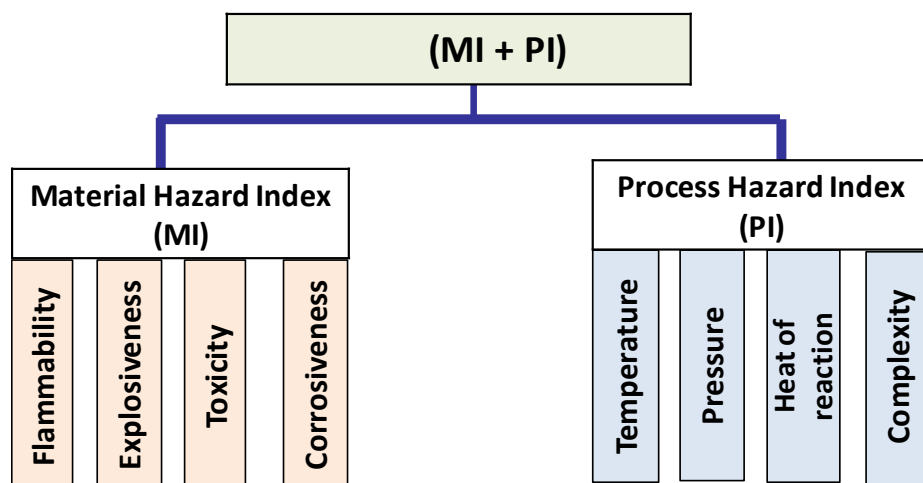 (MI + PI)
Material Hazard Index
(MI)
Process Hazard Index
(PI)
Flammability
Explosiveness
Toxicity
Corrosiveness
Temperature
Pressure
Heat of
reaction
Complexity